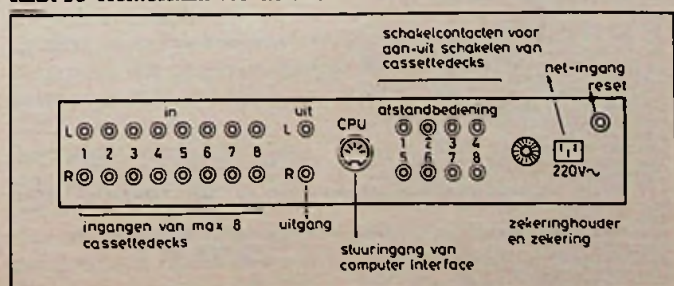 schakelcontacten voor
aan-uit schakelen van
cassettedecks
net-ingang
reset
in
uit
CPU
afstandbediening
L
L
1 2 3 4 5 6 7 8
1 2 3 4
5 6 7 8
R
R
220V~
ingangen van max 8
cassettedecks
uitgang
stuuringang van
computer interface
zekeringhouder
en zekering